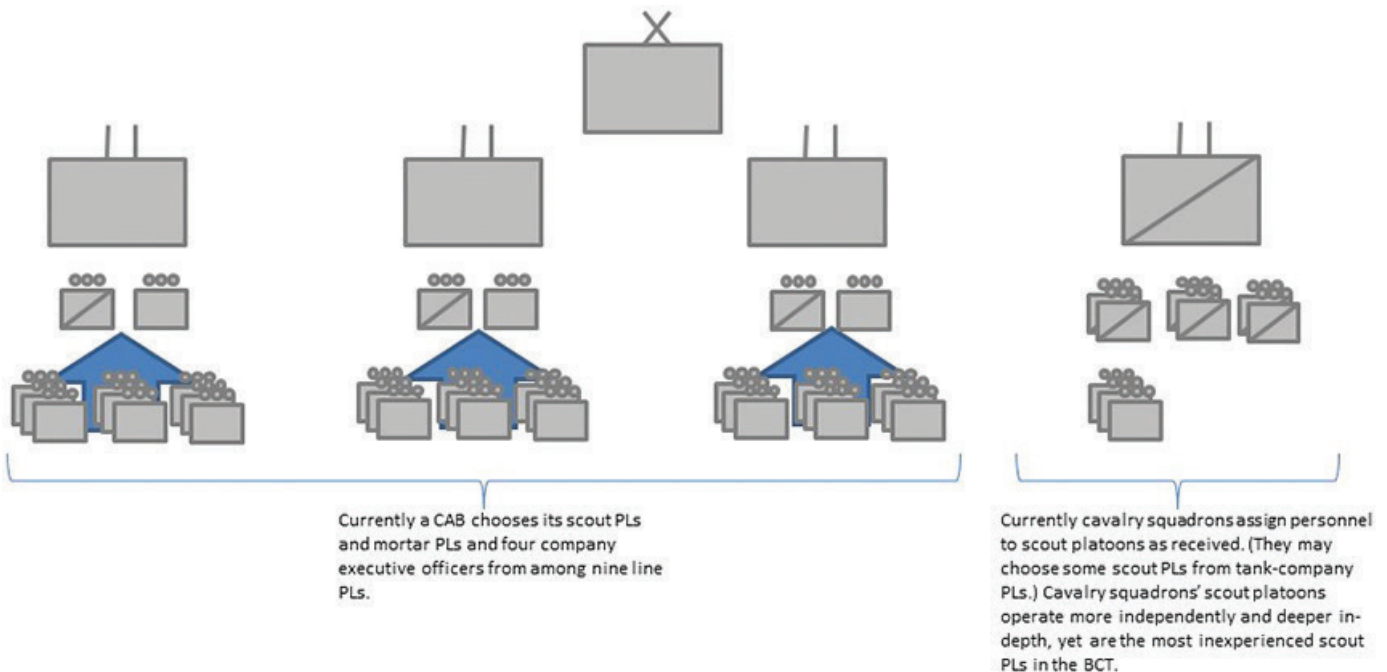 Currently a CAB chooses its scout PLs
and mortar PLs and four company
executive officers from among nine line
PLs.
Currently cavalry squadrons assign personnel
to scout platoons as received. (They may
choose some scout PLs from tank-company
PLs.) Cavalry squadrons' scout platoons
operate more independently and deeper in-
depth, yet are the most inexperienced scout
PLs in the BCT.